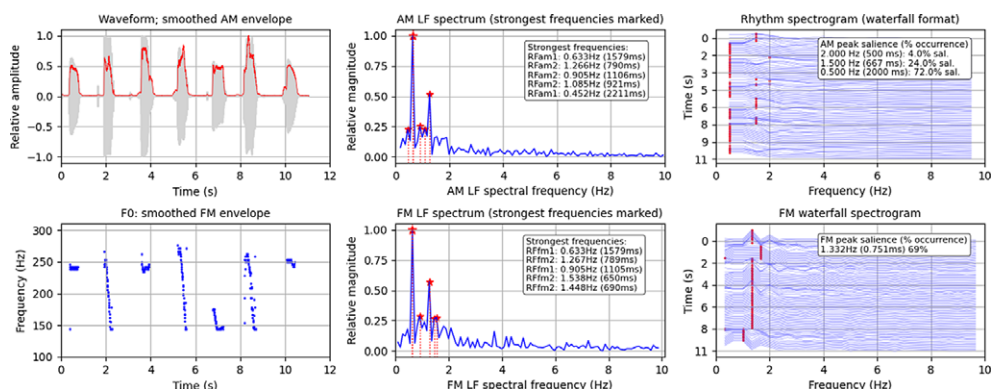 Waveform; smoothed AM envelope
Relative amplitude
1.0
0.5
0.0
−0.5
−1.0
0 2 4 6 8 10 12
Time (s)
AM LF spectrum (strongest frequencies marked)
Relative magnitude
1.00
0.75
0.50
0.25
0.00
Strongest frequencies:
RFam1: 0.633Hz (1579ms)
RFam2: 1.266Hz (790ms)
RFam2: 0.905Hz (1106ms)
RFam2: 1.085Hz (921ms)
RFam1: 0.452Hz (2211ms)
0 2 4 6 8 10
AM LF spectral frequency (Hz)
Rhythm spectrogram (waterfall format)
Time (s)
0
2
3
5
6
8
9
11
AM peak salience (% occurrence)
2.000 Hz (500 ms): 4.0% sal.
1.500 Hz (667 ms): 24.0% sal.
0.500 Hz (2000 ms): 72.0% sal.
0 2 4 6 8 10
Frequency (Hz)
F0: smoothed FM envelope
Frequency (Hz)
300
250
200
150
100
0 2 4 6 8 10 12
Time (s)
FM LF spectrum (strongest frequencies marked)
Relative magnitude
1.00
0.75
0.50
0.25
0.00
Strongest frequencies:
RFfm1: 0.633Hz (1579ms)
RFfm2: 1.267Hz (789ms)
RFfm1: 0.905Hz (1105ms)
RFfm2: 1.538Hz (650ms)
RFfm2: 1.448Hz (690ms)
0 2 4 6 8 10
FM LF spectral frequency (Hz)
FM waterfall spectrogram
Time (s)
0
2
3
5
6
8
9
11
FM peak salience (% occurrence)
1.332Hz (0.751ms) 69%
0 2 4 6 8 10
Frequency (Hz)